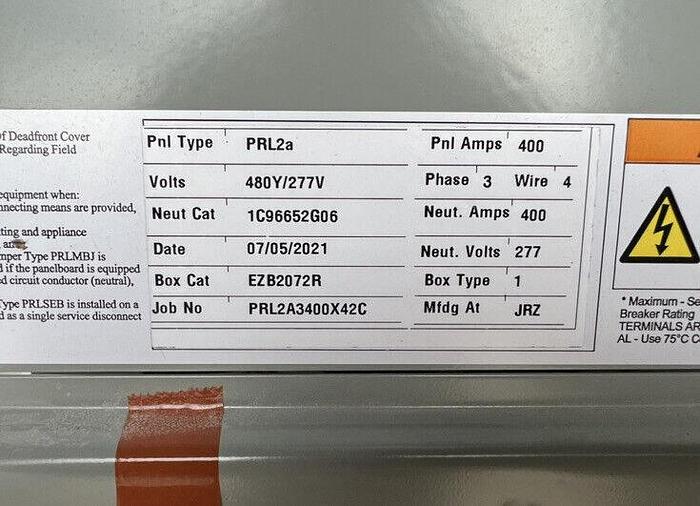 Of Deadfront Cover
Regarding Field
equipment when:
nnecting means are provided,
ting and appliance
mper Type PRLMBJ is
d if the panelboard is equipped
ed circuit conductor (neutral),
Type PRLSEB is installed on a
d as a single service disconnect
Pnl Type PRL2a Pnl Amps 400
Volts 480Y/277V Phase 3 Wire 4
Neut Cat 1C96652G06 Neut. Amps 400
Date 07/05/2021 Neut. Volts 277
Box Cat EZB2072R Box Type 1
Job No PRL2A3400X42C Mfdg At JRZ
* Maximum - Se
Breaker Rating
TERMINALS AR
AL - Use 75°C Co